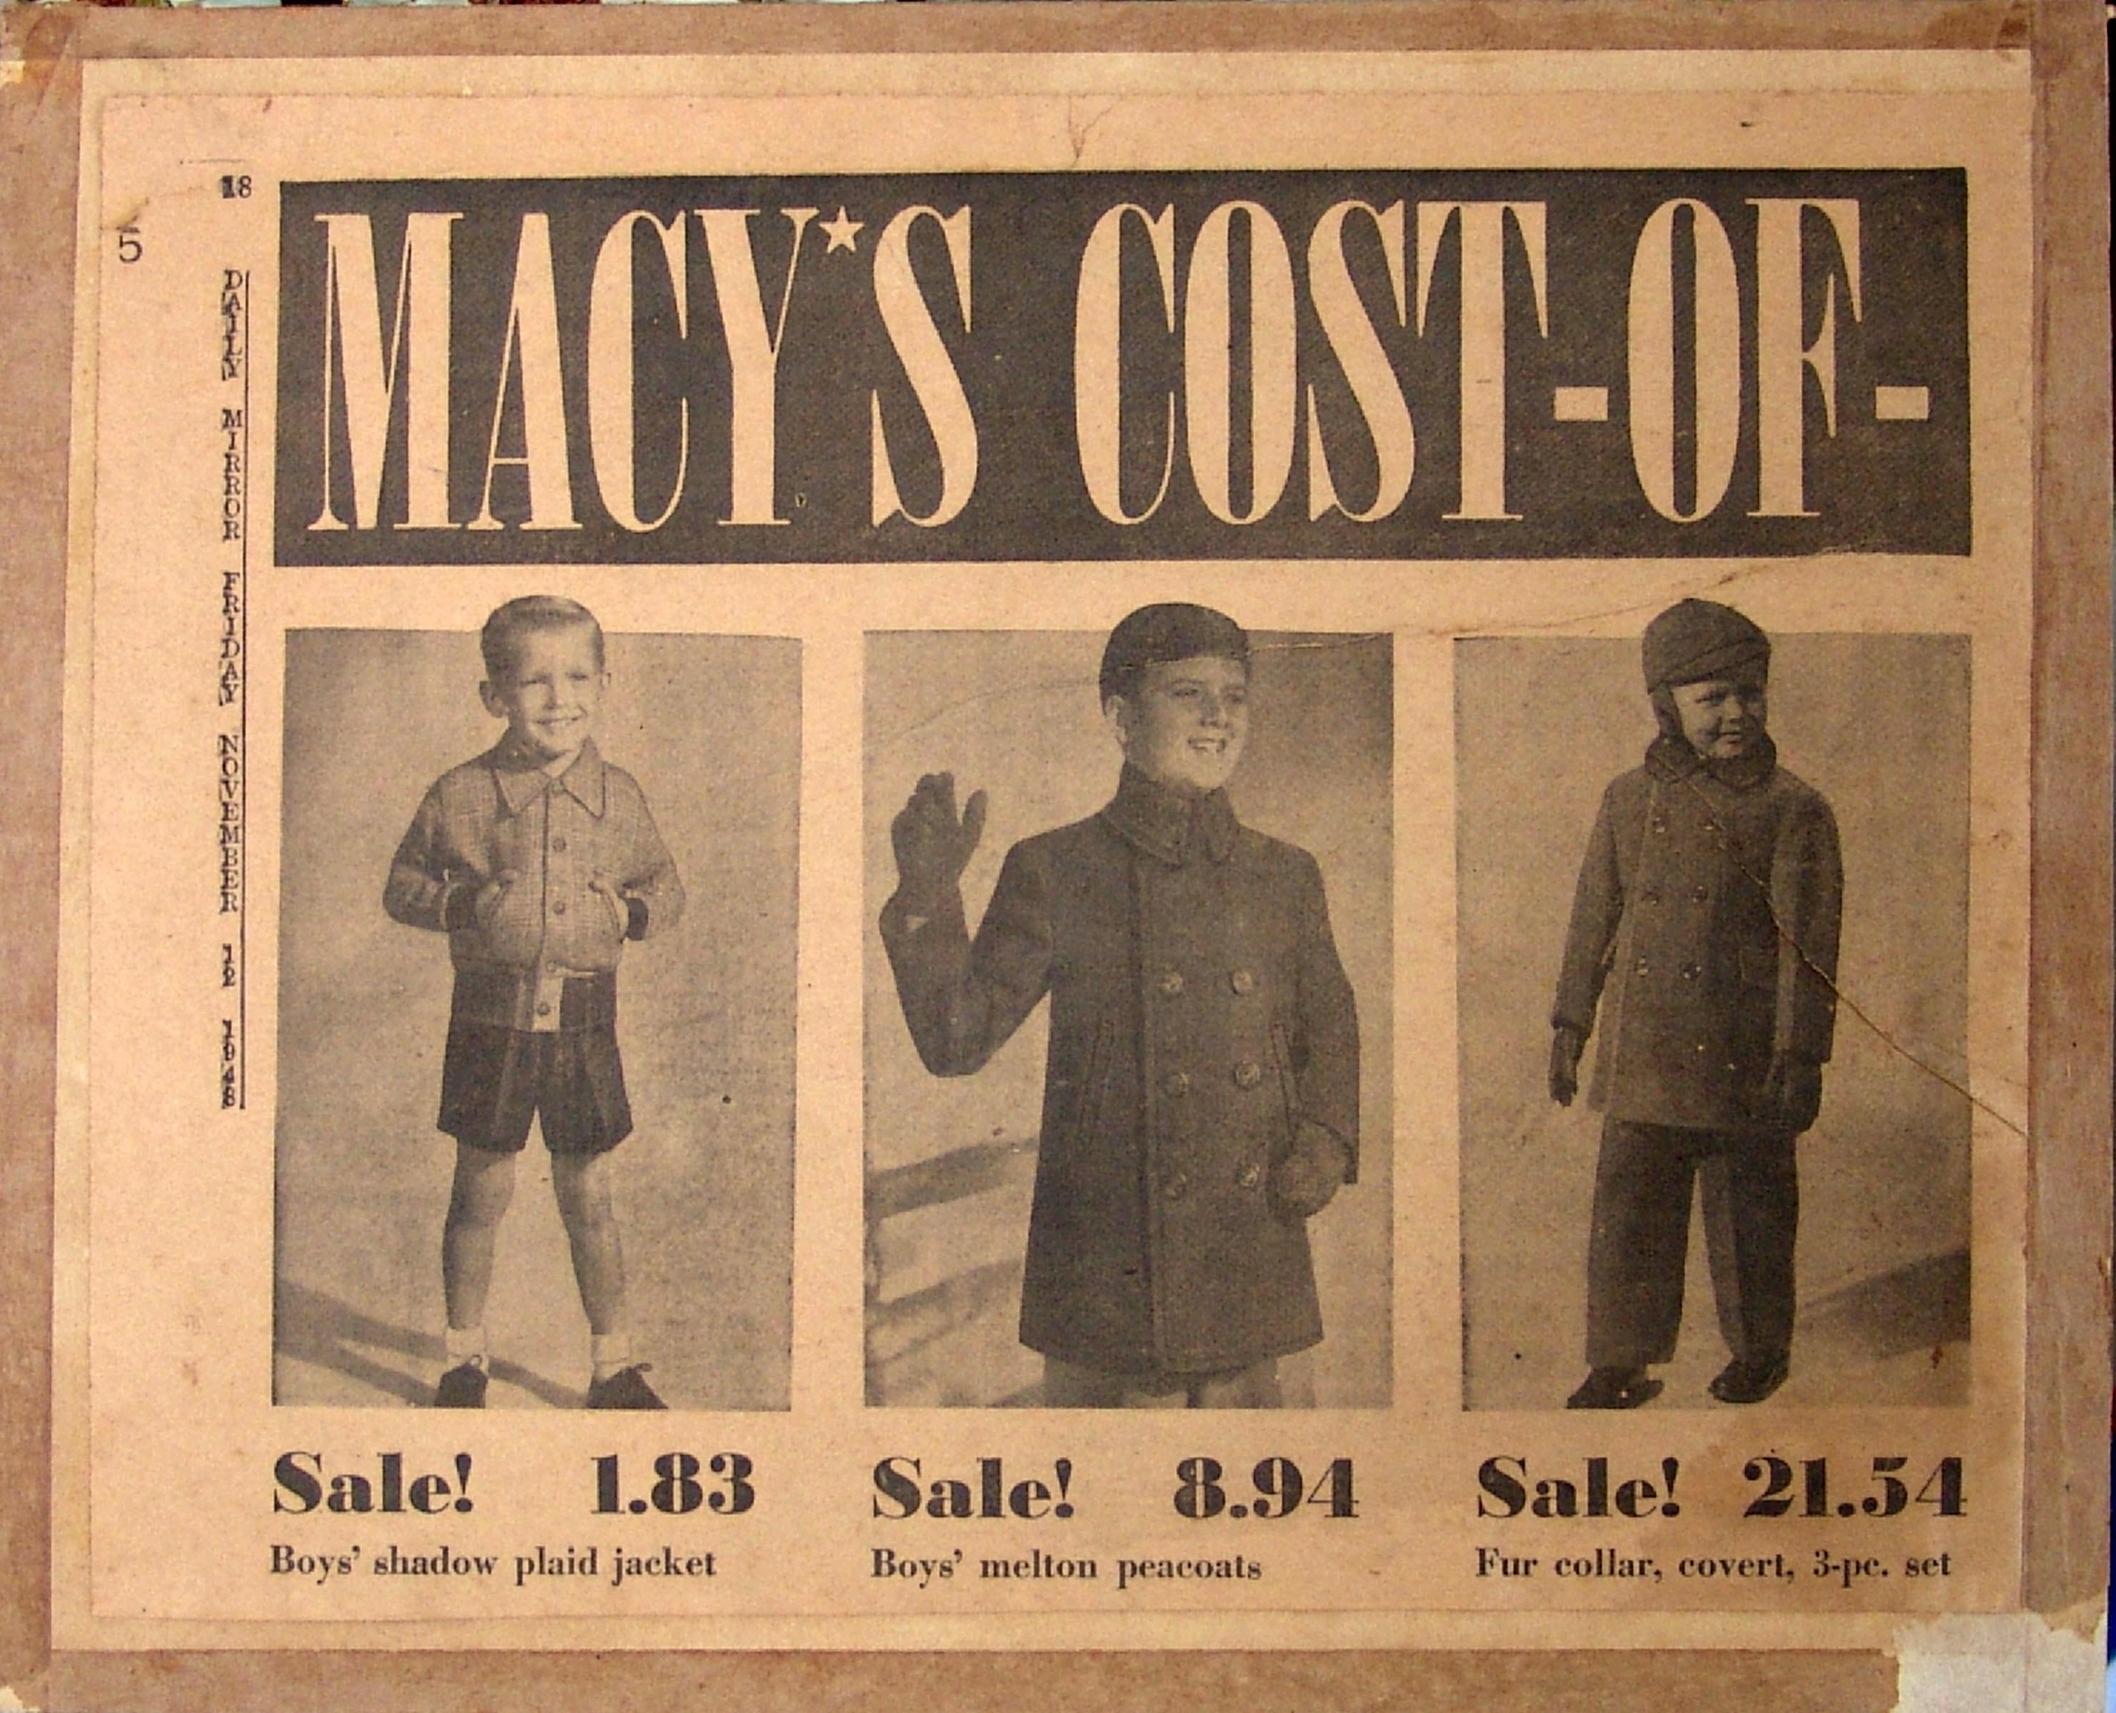 18
5
DAILY MIRROR FRIDAY NOVEMBER 12 1948
MACY★S COST-OF-
Sale! 1.83
Boys' shadow plaid jacket
Sale! 8.94
Boys' melton peacoats
Sale! 21.54
Fur collar, covert, 3-pc. set